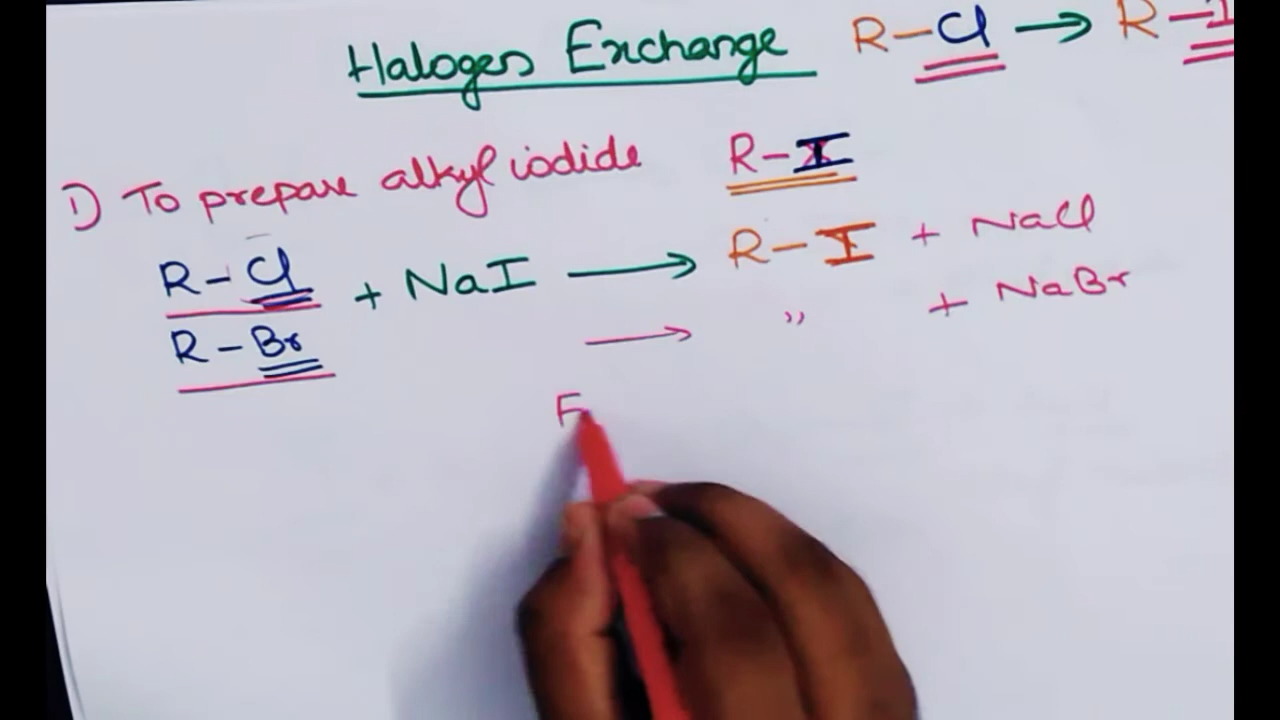 Halogen Exchange R-Cl → R-I
1) To prepare alkyl iodide R-I
R-Cl + NaI → R-I + NaCl
R-Br → " + NaBr
F